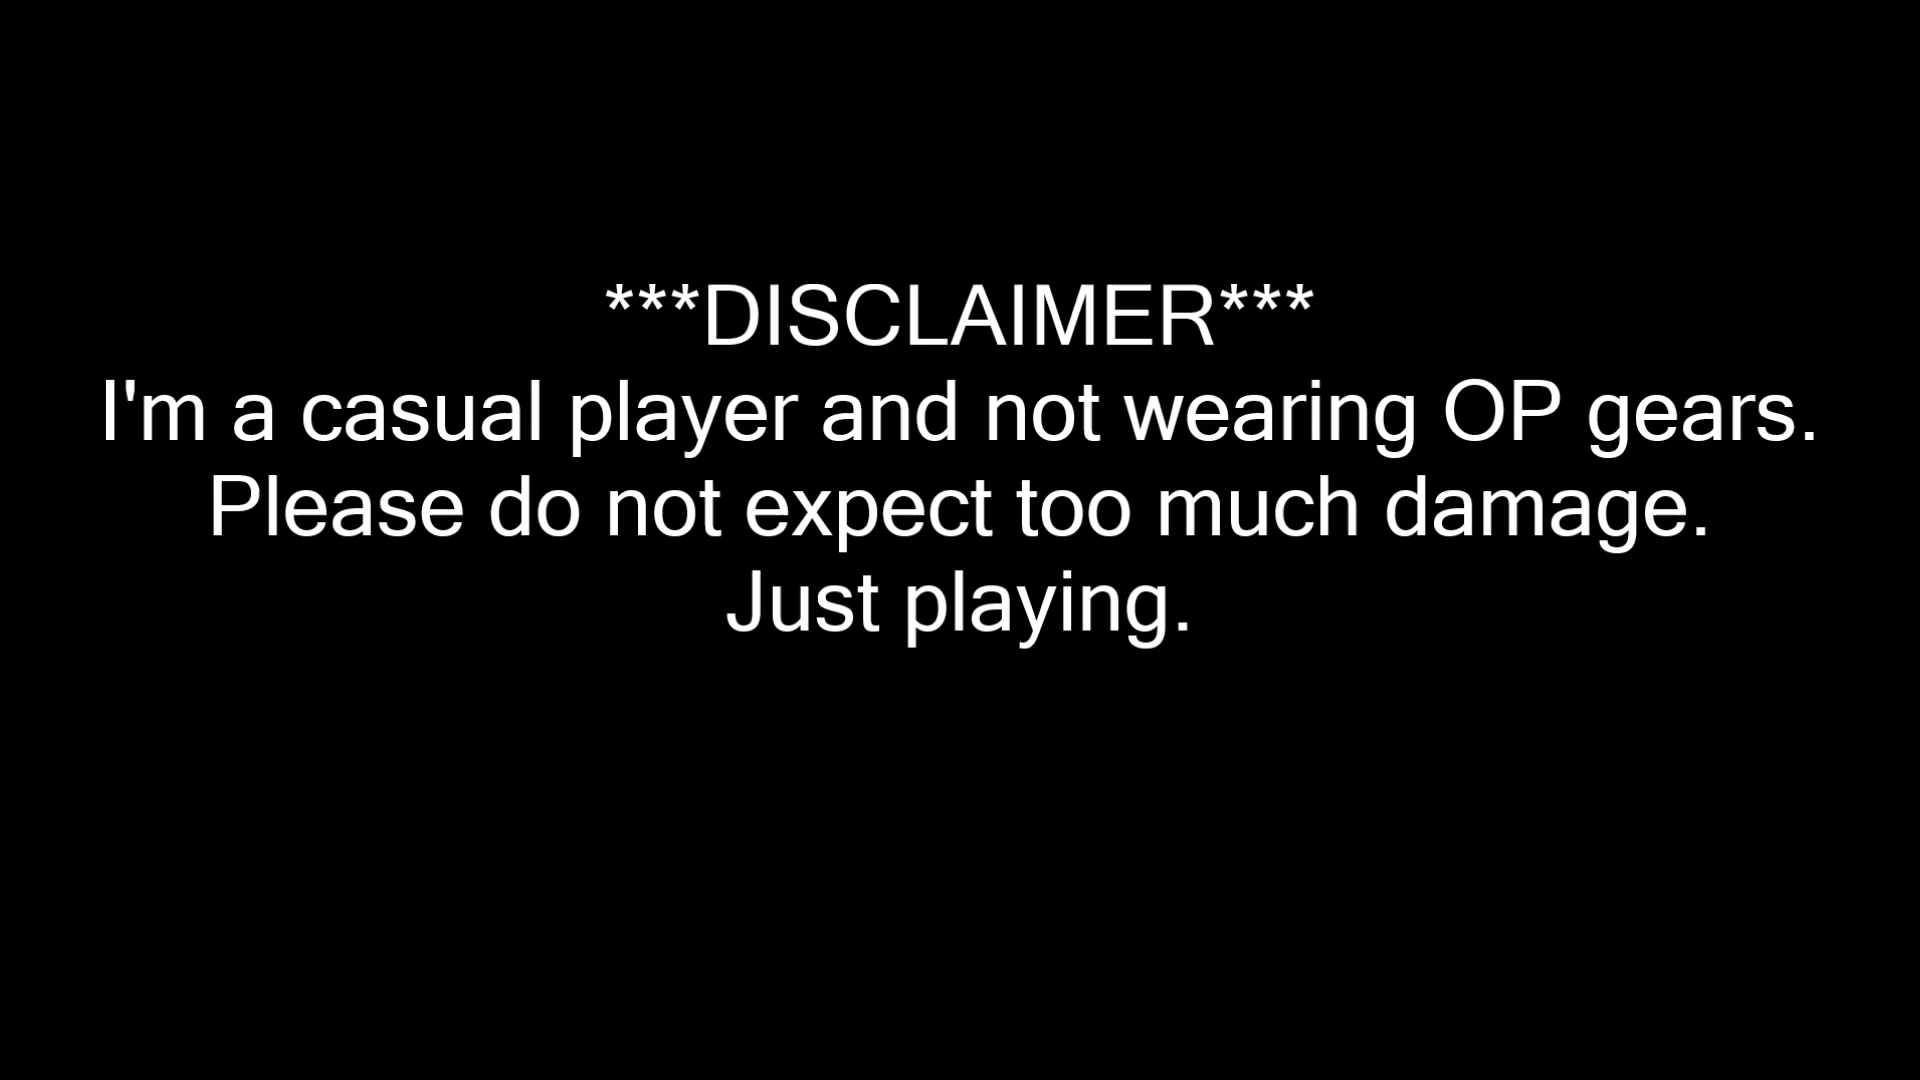 ***DISCLAIMER***
I'm a casual player and not wearing OP gears.
Please do not expect too much damage.
Just playing.